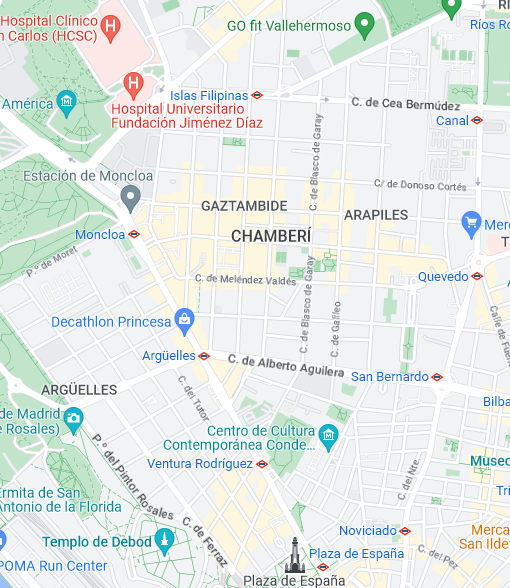 Hospital Clínico
n Carlos (HCSC)
GO fit Vallehermoso
RÍ
Ríos Ro
América
Islas Filipinas
C. de Cea Bermúdez
Hospital Universitario
Fundación Jiménez Díaz
Canal
C. de Blasco de Garay
Estación de Moncloa
C/ de Donoso Cortés
GAZTAMBIDE
ARAPILES
Moncloa
CHAMBERÍ
Merc
T
P.º de Moret
C. de Meléndez Valdés
Quevedo
C. de Blasco de Garay
C. de Galileo
Calle de Fuen
Decathlon Princesa
Argüelles
C. de Alberto Aguilera
San Bernardo
ARGÜELLES
C. del Tutor
Bilba
de Madrid
e Rosales)
Centro de Cultura
Contemporánea Conde...
P.º del Pintor Rosales
Ventura Rodríguez
C. del Nte.
Museo
Ermita de San
Antonio de la Florida
Tri
C. de Ferraz
Templo de Debod
Noviciado
Merca
San Ilde
Plaza de España
C. del Pez
POMA Run Center
Plaza de España